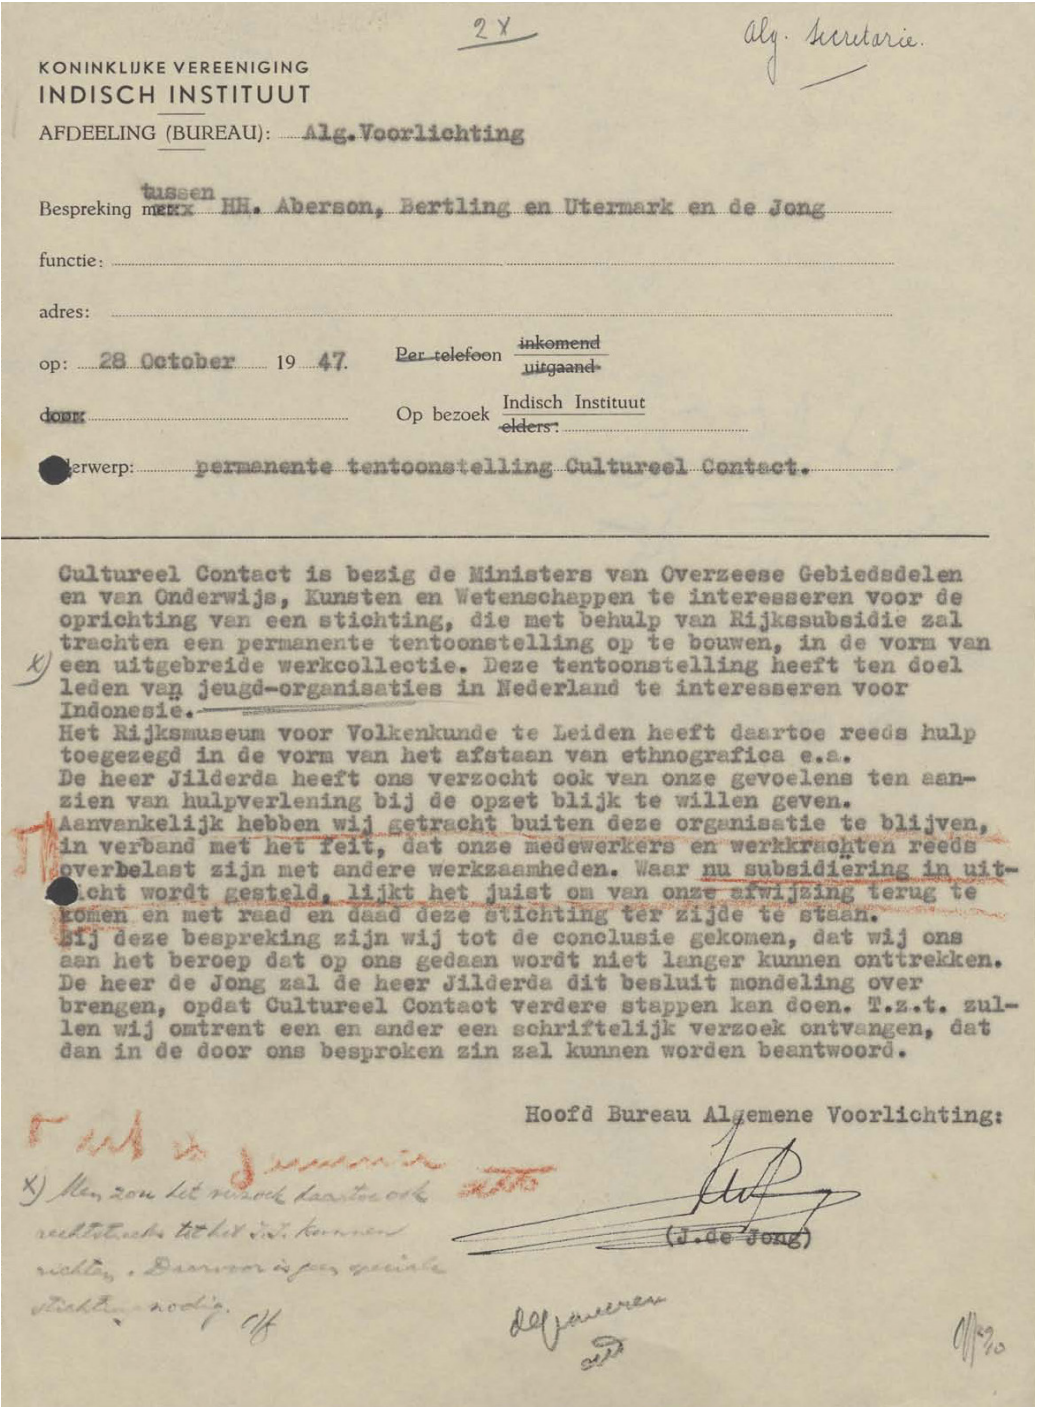 2 X
Alg. Secretarie.
KONINKLIJKE VEREENIGING
INDISCH INSTITUUT
AFDEELING (BUREAU): Alg.Voorlichting
tussen
Bespreking met HH. Aberson, Bertling en Utermark en de Jong
functie:
adres:
op: 28 October 19 47.
Per telefoon inkomend
uitgaand
door
Op bezoek Indisch Instituut
elders:
erwerp: permanente tentoonstelling Cultureel Contact.
Cultureel Contact is bezig de Ministers van Overzeese Gebiedsdelen
en van Onderwijs, Kunsten en Wetenschappen te interesseren voor de
oprichting van een stichting, die met behulp van Rijkssubsidie zal
trachten een permanente tentoonstelling op te bouwen, in de vorm van
x) een uitgebreide werkcollectie. Deze tentoonstelling heeft ten doel
leden van jeugd-organisaties in Nederland te interesseren voor
Indonesie.
Het Rijksmuseum voor Volkenkunde te Leiden heeft daartoe reeds hulp
toegezegd in de vorm van het afstaan van ethnografica e.a.
De heer Jilderda heeft ons verzocht ook van onze gevoelens ten aan-
zien van hulpverlening bij de opzet blijk te willen geven.
Aanvankelijk hebben wij getracht buiten deze organisatie te blijven,
in verband met het feit, dat onze medewerkers en werkkrachten reeds
overbelast zijn met andere werkzaamheden. Waar nu subsidiëring in uit-
icht wordt gesteld, lijkt het juist om van onze afwijzing terug te
komen en met raad en daad deze stichting ter zijde te staan.
Bij deze bespreking zijn wij tot de conclusie gekomen, dat wij ons
aan het beroep dat op ons gedaan wordt niet langer kunnen onttrekken.
De heer de Jong zal de heer Jilderda dit besluit mondeling over
brengen, opdat Cultureel Contact verdere stappen kan doen. T.z.t. zul-
len wij omtrent een en ander een schriftelijk verzoek ontvangen, dat
dan in de door ons besproken zin zal kunnen worden beantwoord.
Hoofd Bureau Algemene Voorlichting:
(J.de Jong)
x) Men zou het verzoek daartoe ook
rechtstreeks tot het I.I. kunnen
richten. Daarvoor is geen speciale
stichting nodig.